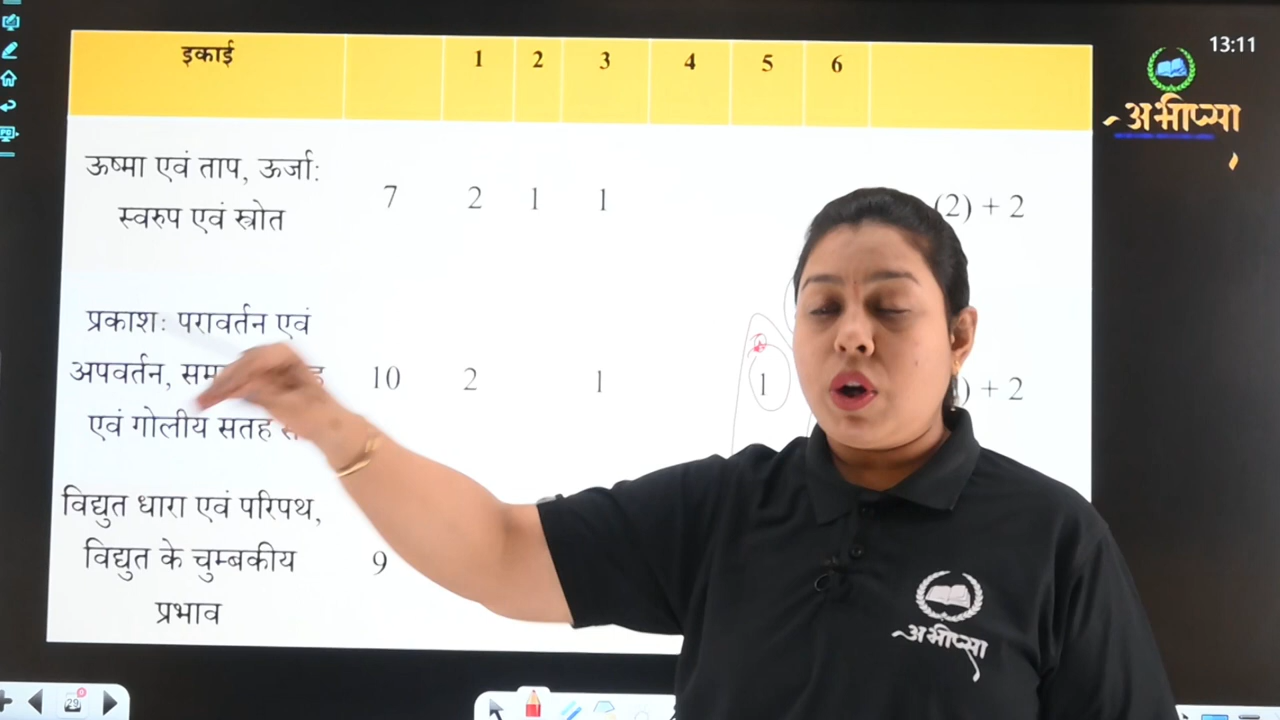 इकाई 1 2 3 4 5 6
13:11
अभीप्सा
ऊष्मा एवं ताप, ऊर्जाः
स्वरुप एवं स्त्रोत
7 2 1 1 (2) + 2
प्रकाशः परावर्तन एवं
अपवर्तन,
एवं गोलीय सतह
10 2 1 1 ) + 2
विद्युत धारा एवं परिपथ,
विद्युत के चुम्बकीय
प्रभाव
9
अभीप्सा
29